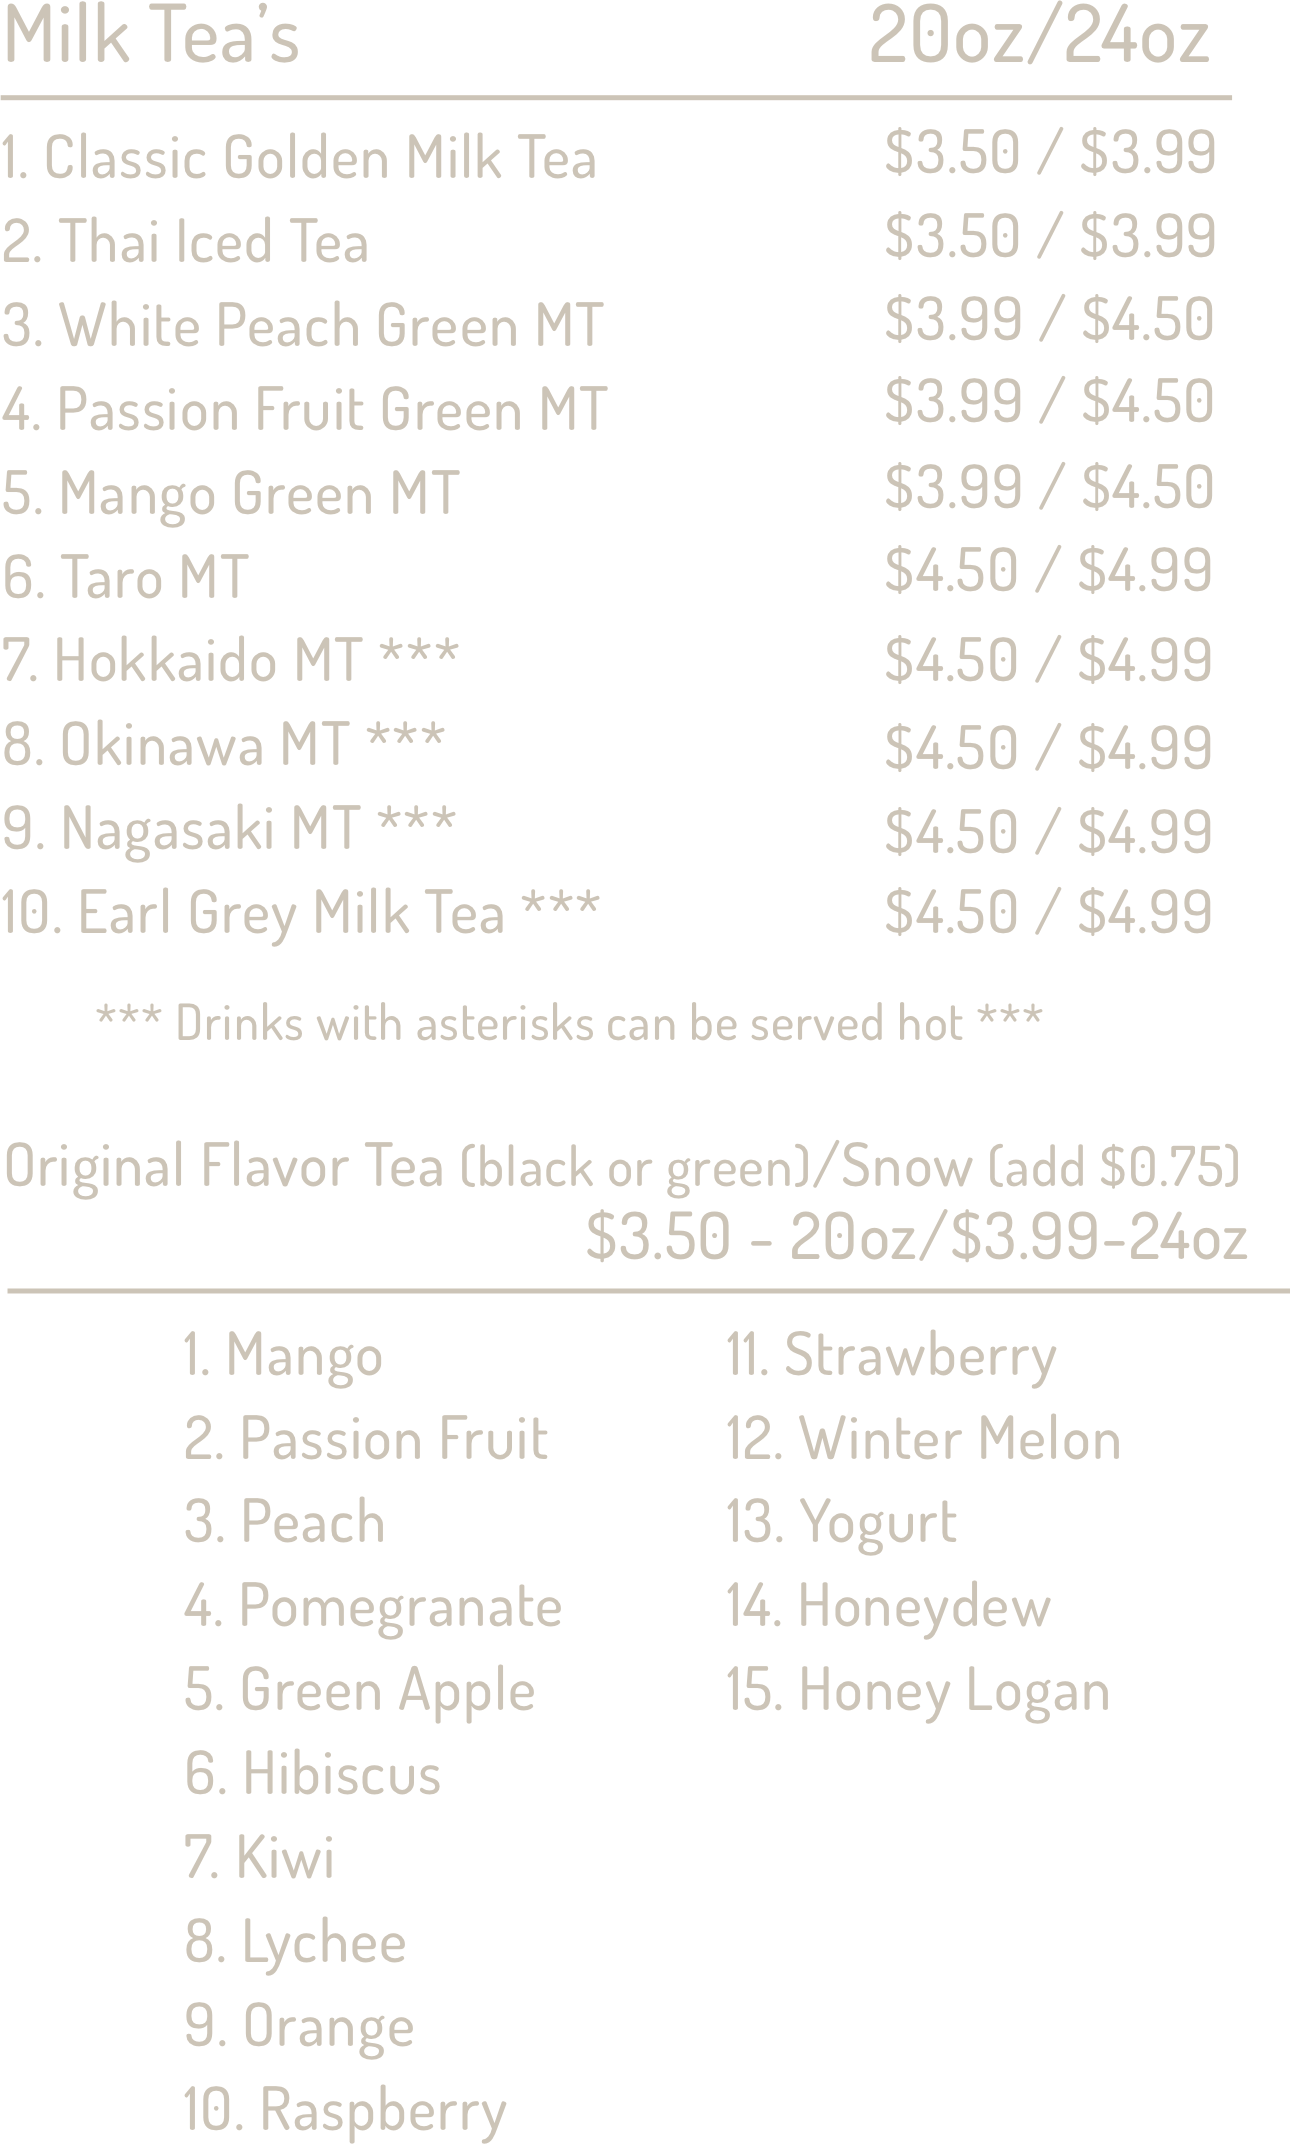 Milk Tea’s 20oz/24oz
1. Classic Golden Milk Tea $3.50 / $3.99
2. Thai Iced Tea $3.50 / $3.99
3. White Peach Green MT $3.99 / $4.50
4. Passion Fruit Green MT $3.99 / $4.50
5. Mango Green MT $3.99 / $4.50
6. Taro MT $4.50 / $4.99
7. Hokkaido MT *** $4.50 / $4.99
8. Okinawa MT *** $4.50 / $4.99
9. Nagasaki MT *** $4.50 / $4.99
10. Earl Grey Milk Tea *** $4.50 / $4.99
*** Drinks with asterisks can be served hot ***
Original Flavor Tea (black or green)/Snow (add $0.75)
$3.50 - 20oz/$3.99-24oz
1. Mango
2. Passion Fruit
3. Peach
4. Pomegranate
5. Green Apple
6. Hibiscus
7. Kiwi
8. Lychee
9. Orange
10. Raspberry
11. Strawberry
12. Winter Melon
13. Yogurt
14. Honeydew
15. Honey Logan